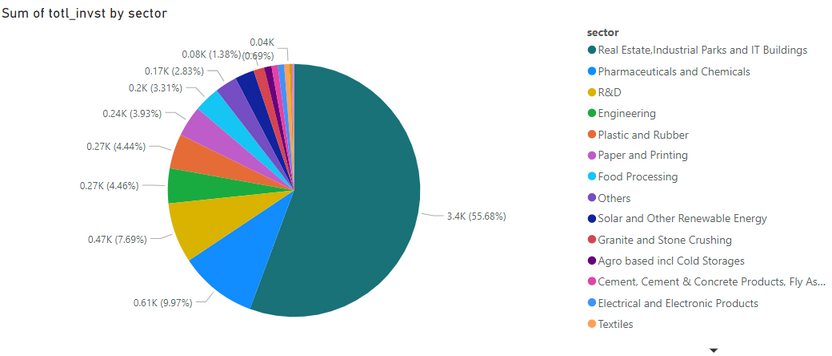 Sum of totl_invst by sector
0.04K
0.08K (1.38%)
(0.69%)
0.17K (2.83%)
0.2K (3.31%)
0.24K (3.93%)
0.27K (4.44%)
0.27K (4.46%)
0.47K (7.69%)
0.61K (9.97%)
3.4K (55.68%)
sector
Real Estate,Industrial Parks and IT Buildings
Pharmaceuticals and Chemicals
R&D
Engineering
Plastic and Rubber
Paper and Printing
Food Processing
Others
Solar and Other Renewable Energy
Granite and Stone Crushing
Agro based incl Cold Storages
Cement, Cement & Concrete Products, Fly As...
Electrical and Electronic Products
Textiles